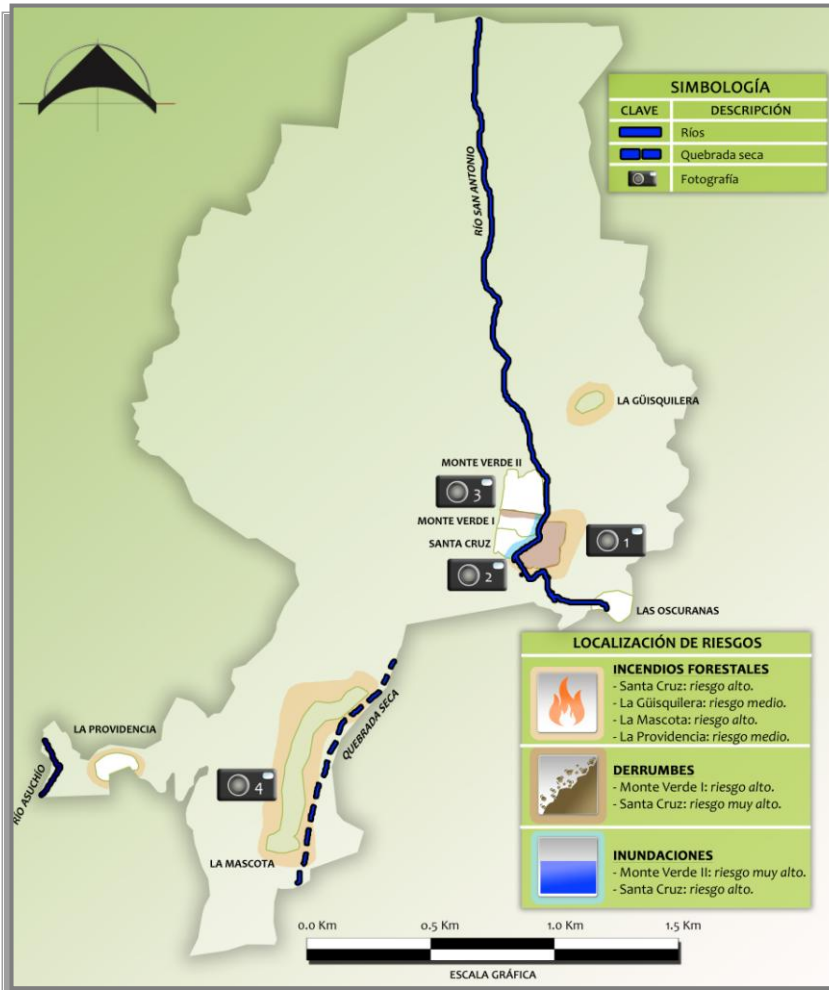 SIMBOLOGÍA
CLAVE DESCRIPCIÓN
Ríos
Quebrada seca
Fotografía
RÍO SAN ANTONIO
LA GÜISQUILERA
MONTE VERDE II
3
MONTE VERDE I
1
SANTA CRUZ
2
LAS OSCURANAS
LOCALIZACIÓN DE RIESGOS
INCENDIOS FORESTALES
- Santa Cruz: riesgo alto.
- La Güisquilera: riesgo medio.
- La Mascota: riesgo alto.
- La Providencia: riesgo medio.
DERRUMBES
- Monte Verde I: riesgo alto.
- Santa Cruz: riesgo muy alto.
INUNDACIONES
- Monte Verde II: riesgo muy alto.
- Santa Cruz: riesgo alto.
QUEBRADA SECA
LA PROVIDENCIA
RÍO ASUCHÍO
4
LA MASCOTA
0.0 Km 0.5 Km 1.0 Km 1.5 Km
ESCALA GRÁFICA